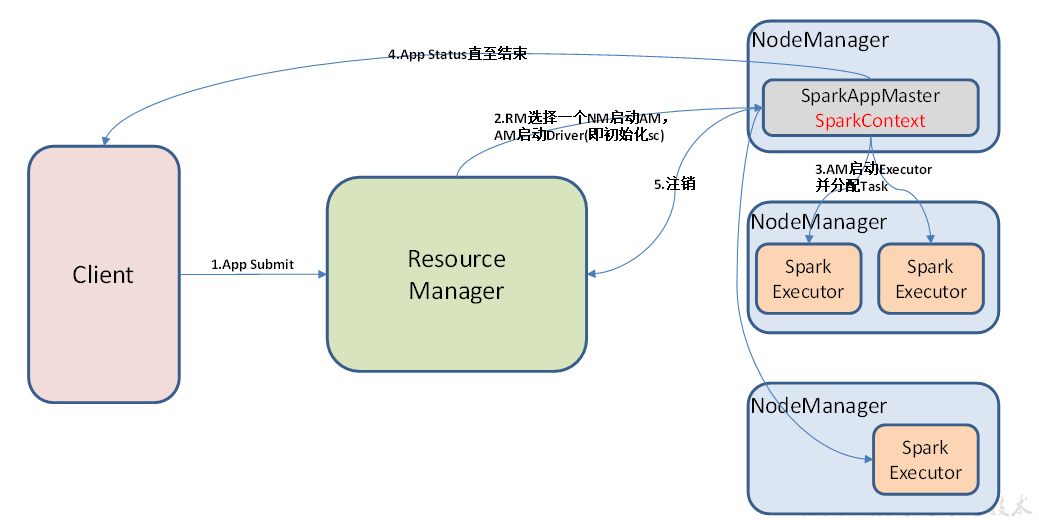 4.App Status直至结束
NodeManager
SparkAppMaster
SparkContext
2.RM选择一个NM启动AM，
AM启动Driver(即初始化sc)
3.AM启动Executor
并分配Task
5.注销
NodeManager
Spark
Executor
Spark
Executor
Client
1.App Submit
Resource
Manager
NodeManager
Spark
Executor
技术